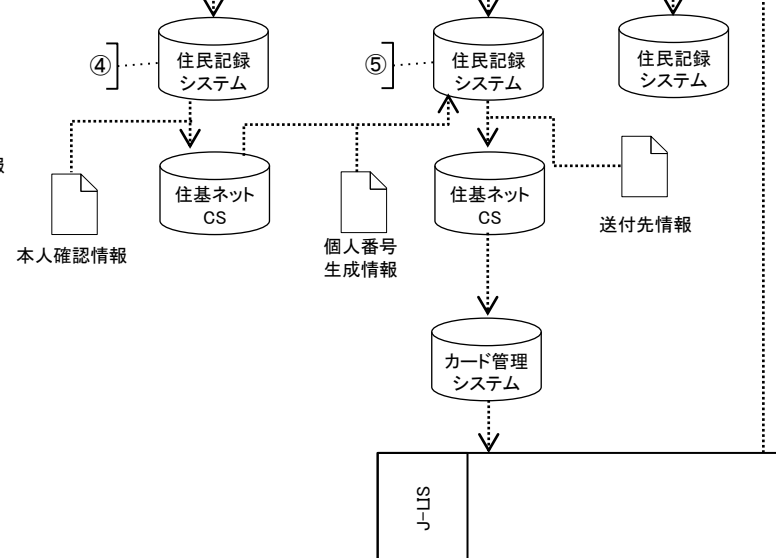 ④
住民記録
システム
⑤
住民記録
システム
住民記録
システム
報
住基ネット
CS
本人確認情報
個人番号
生成情報
住基ネット
CS
送付先情報
カード管理
システム
J-LIS